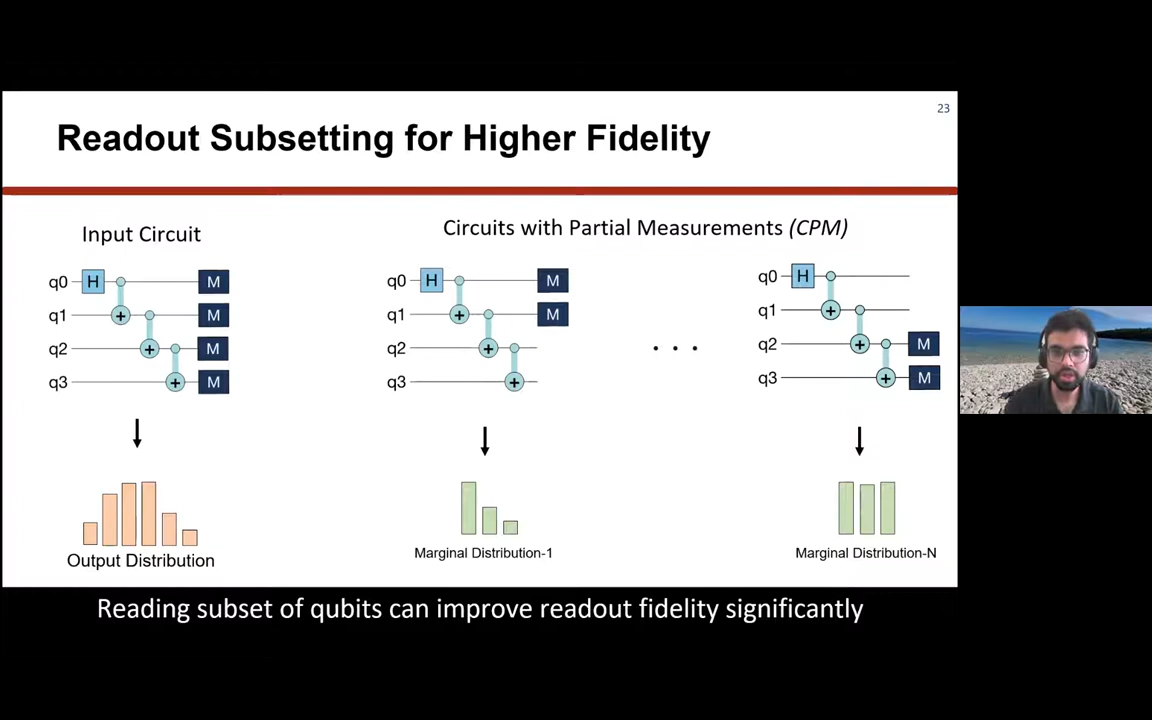 23
Readout Subsetting for Higher Fidelity
Input Circuit
Circuits with Partial Measurements (CPM)
q0 H M
q1 + M
q2 + M
q3 + M
q0 H M
q1 + M
q2 +
q3 +
. . .
q0 H
q1 +
q2 + M
q3 + M
Output Distribution
Marginal Distribution-1
Marginal Distribution-N
Reading subset of qubits can improve readout fidelity significantly